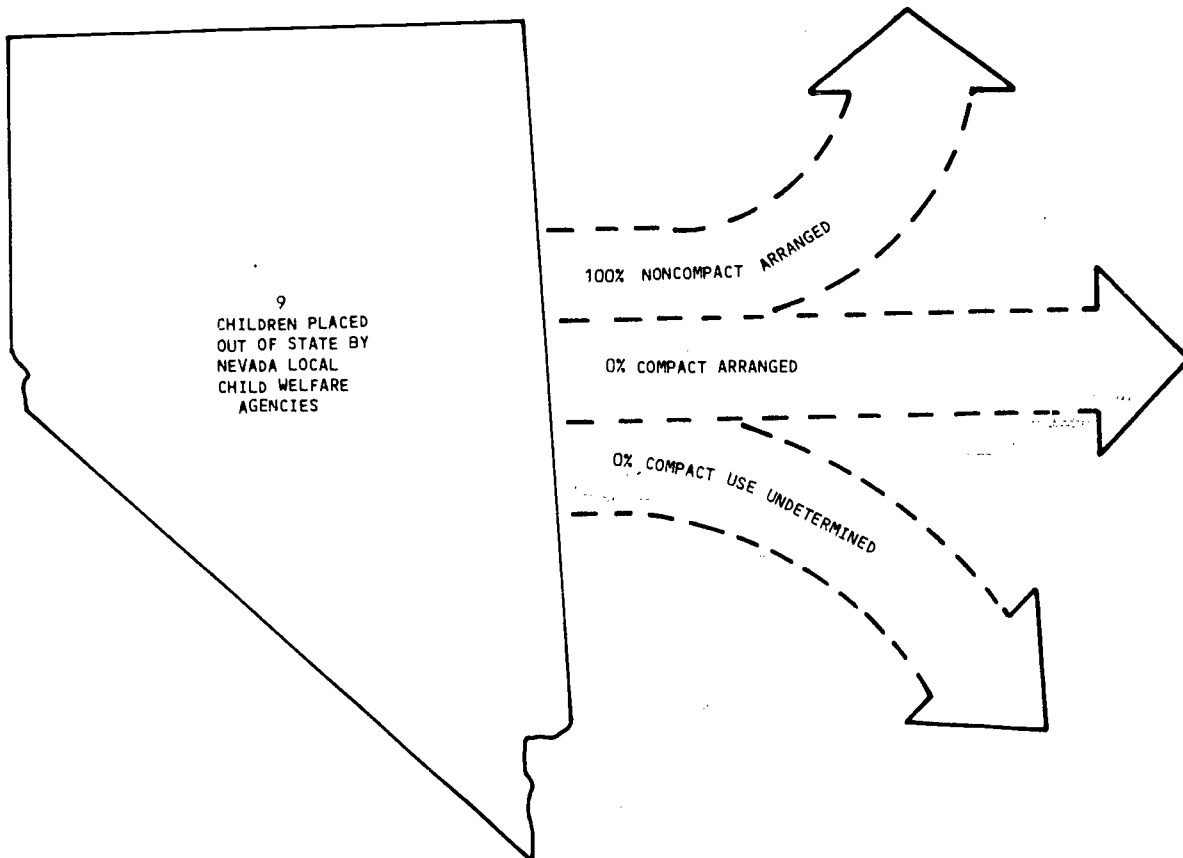 9
CHILDREN PLACED
OUT OF STATE BY
NEVADA LOCAL
CHILD WELFARE
AGENCIES
100% NONCOMPACT ARRANGED
0% COMPACT ARRANGED
0% COMPACT USE UNDETERMINED